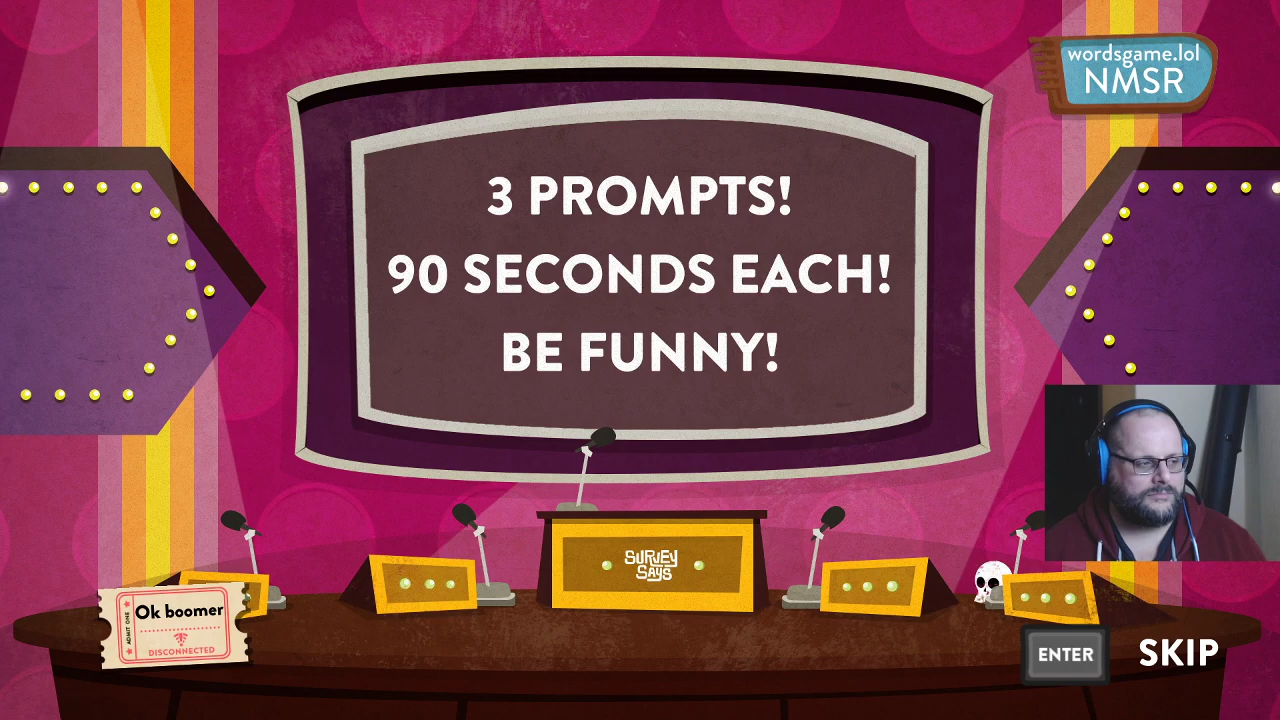 wordsgame.lol
NMSR
3 PROMPTS!
90 SECONDS EACH!
BE FUNNY!
SURVEY
SAYS
ADMIT ONE
Ok boomer
DISCONNECTED
ENTER
SKIP